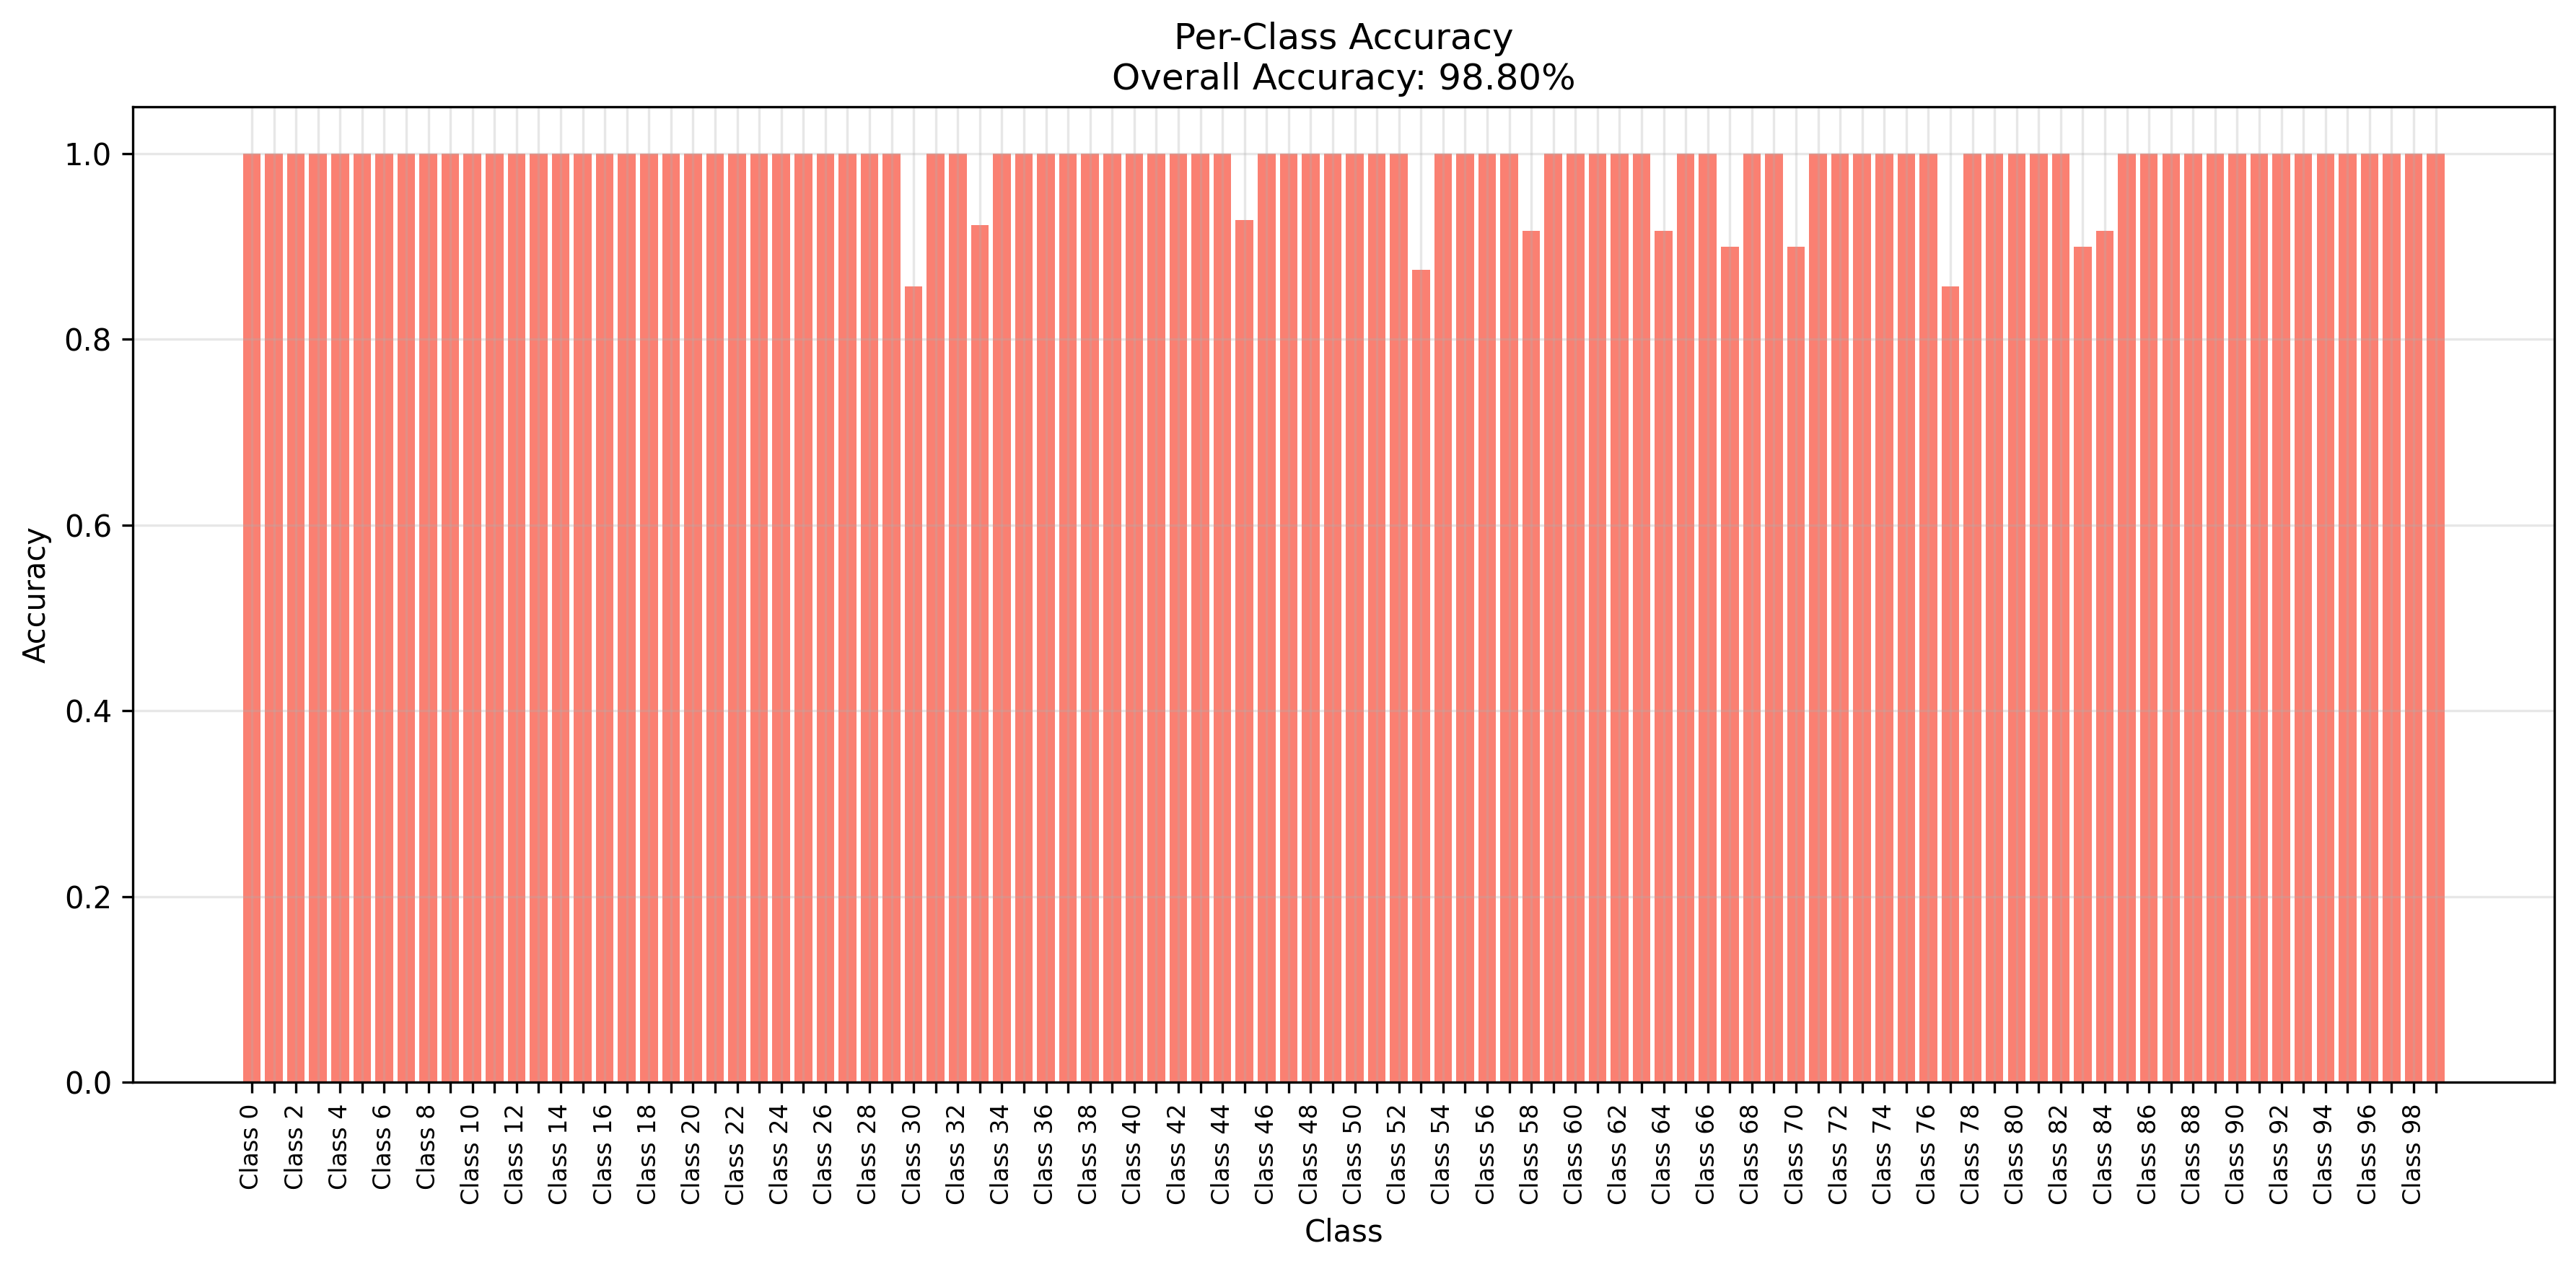 Per-Class Accuracy
Overall Accuracy: 98.80%
Accuracy
1.0
0.8
0.6
0.4
0.2
0.0
Class 0
Class 2
Class 4
Class 6
Class 8
Class 10
Class 12
Class 14
Class 16
Class 18
Class 20
Class 22
Class 24
Class 26
Class 28
Class 30
Class 32
Class 34
Class 36
Class 38
Class 40
Class 42
Class 44
Class 46
Class 48
Class 50
Class 52
Class 54
Class 56
Class 58
Class 60
Class 62
Class 64
Class 66
Class 68
Class 70
Class 72
Class 74
Class 76
Class 78
Class 80
Class 82
Class 84
Class 86
Class 88
Class 90
Class 92
Class 94
Class 96
Class 98
Class